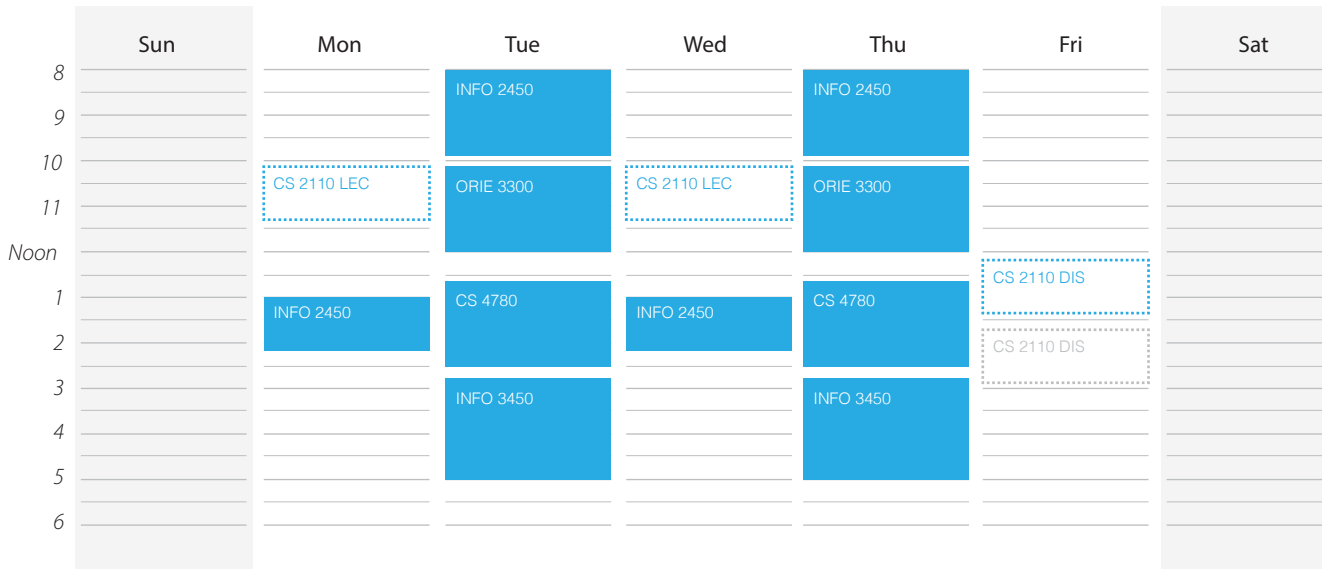 Sun Mon Tue Wed Thu Fri Sat
8
INFO 2450 INFO 2450
9
10
CS 2110 LEC ORIE 3300 CS 2110 LEC ORIE 3300
11
Noon
CS 2110 DIS
1
INFO 2450 CS 4780 INFO 2450 CS 4780
2
CS 2110 DIS
3
INFO 3450 INFO 3450
4
5
6